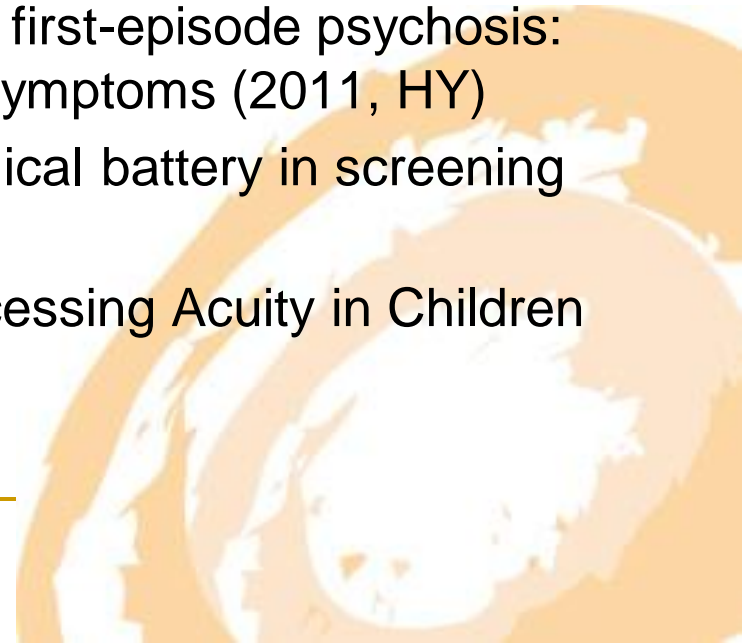 first-episode psychosis:
ymptoms (2011, HY)
ical battery in screening
cessing Acuity in Children